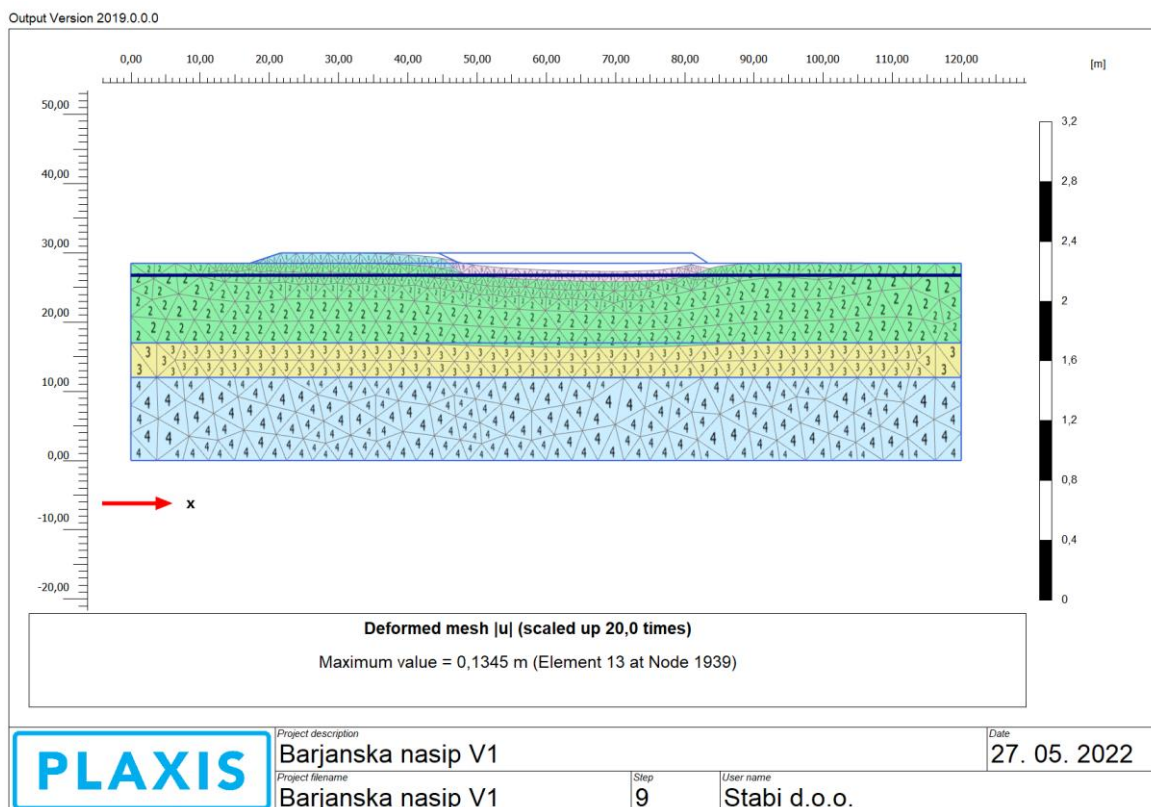 Output Version 2019.0.0.0
0,00 10,00 20,00 30,00 40,00 50,00 60,00 70,00 80,00 90,00 100,00 110,00 120,00
[m]
50,00
40,00
30,00
20,00
10,00
0,00
-10,00
-20,00
3,2
2,8
2,4
2
1,6
1,2
0,8
0,4
0
x
Deformed mesh |u| (scaled up 20,0 times)
Maximum value = 0,1345 m (Element 13 at Node 1939)
PLAXIS
Project description
Barjanska nasip V1
Date
27. 05. 2022
Project filename
Barjanska nasip V1
Step
9
User name
Stabi d.o.o.